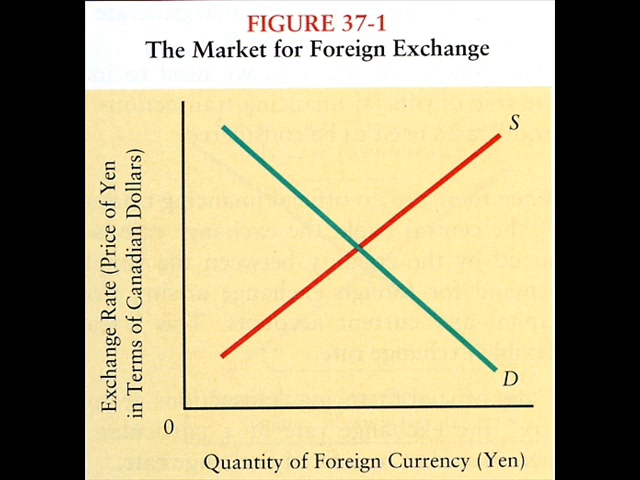 FIGURE 37-1
The Market for Foreign Exchange
S
Exchange Rate (Price of Yen
in Terms of Canadian Dollars)
D
0
Quantity of Foreign Currency (Yen)